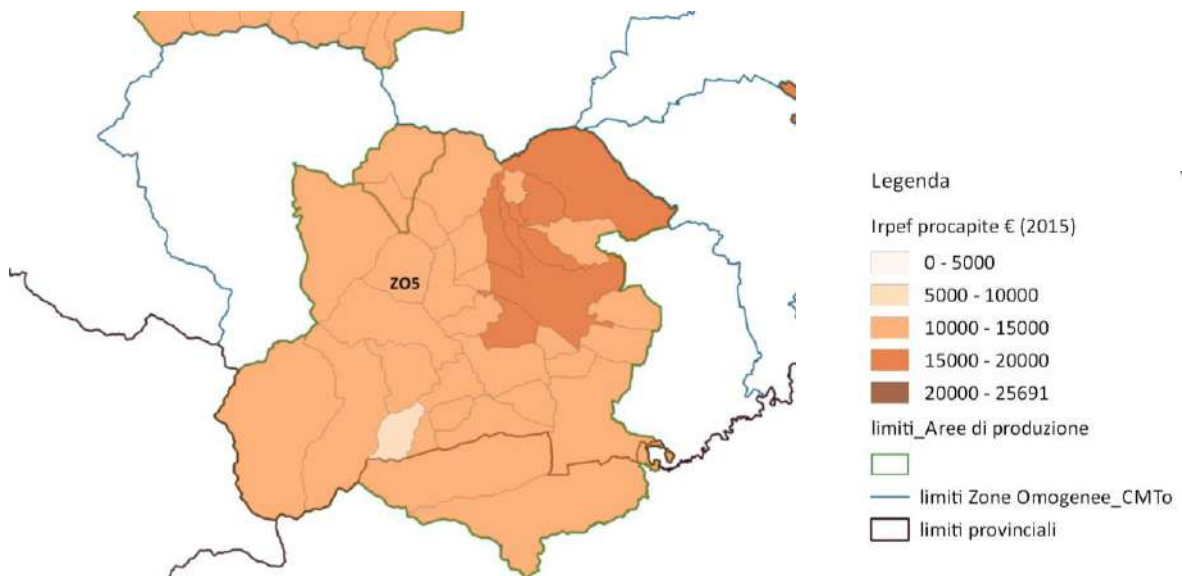 ZO5
Legenda
Irpef procapite € (2015)
0 - 5000
5000 - 10000
10000 - 15000
15000 - 20000
20000 - 25691
limiti_Aree di produzione
limiti Zone Omogenee_CMTo
limiti provinciali